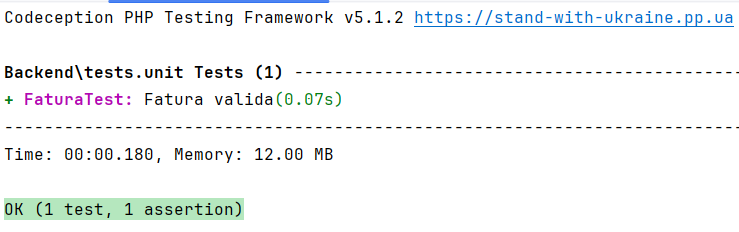 Codeception PHP Testing Framework v5.1.2 https://stand-with-ukraine.pp.ua
Backend\tests.unit Tests (1) --------------------------------------------
+ FaturaTest: Fatura valida(0.07s)
--------------------------------------------------------------------------
Time: 00:00.180, Memory: 12.00 MB
OK (1 test, 1 assertion)